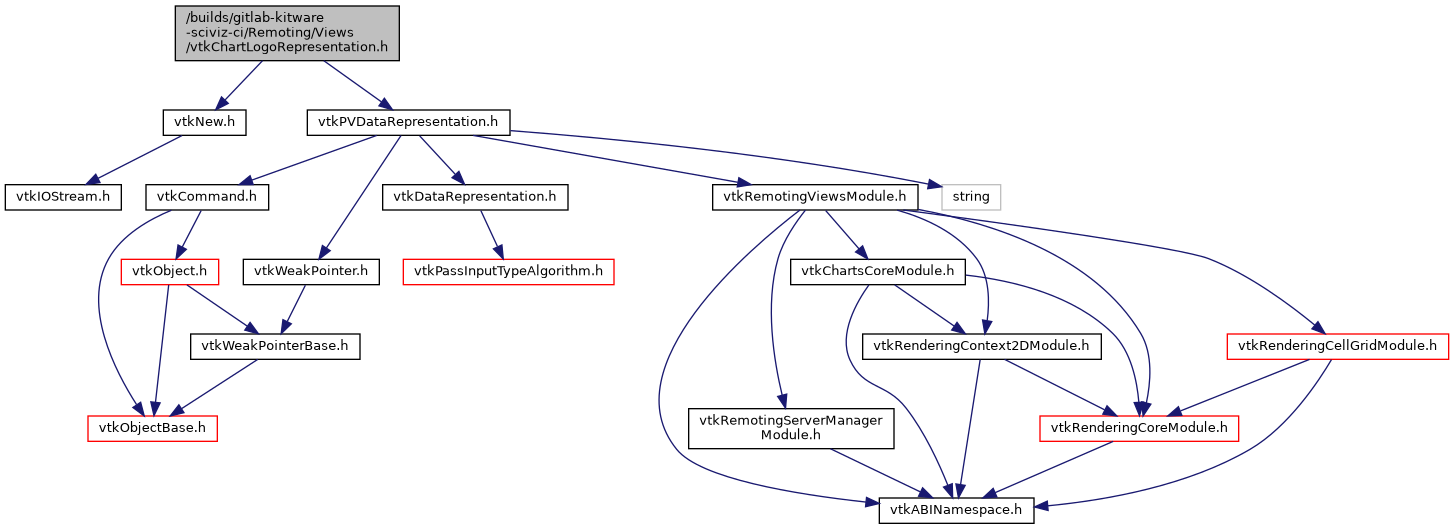 /builds/gitlab-kitware
-sciviz-ci/Remoting/Views
/vtkChartLogoRepresentation.h
vtkNew.h
vtkPVDataRepresentation.h
vtkIOStream.h
vtkCommand.h
vtkDataRepresentation.h
vtkRemotingViewsModule.h
string
vtkObject.h
vtkWeakPointer.h
vtkPassInputTypeAlgorithm.h
vtkChartsCoreModule.h
vtkWeakPointerBase.h
vtkRenderingContext2DModule.h
vtkRenderingCellGridModule.h
vtkObjectBase.h
vtkRemotingServerManager
Module.h
vtkRenderingCoreModule.h
vtkABINamespace.h